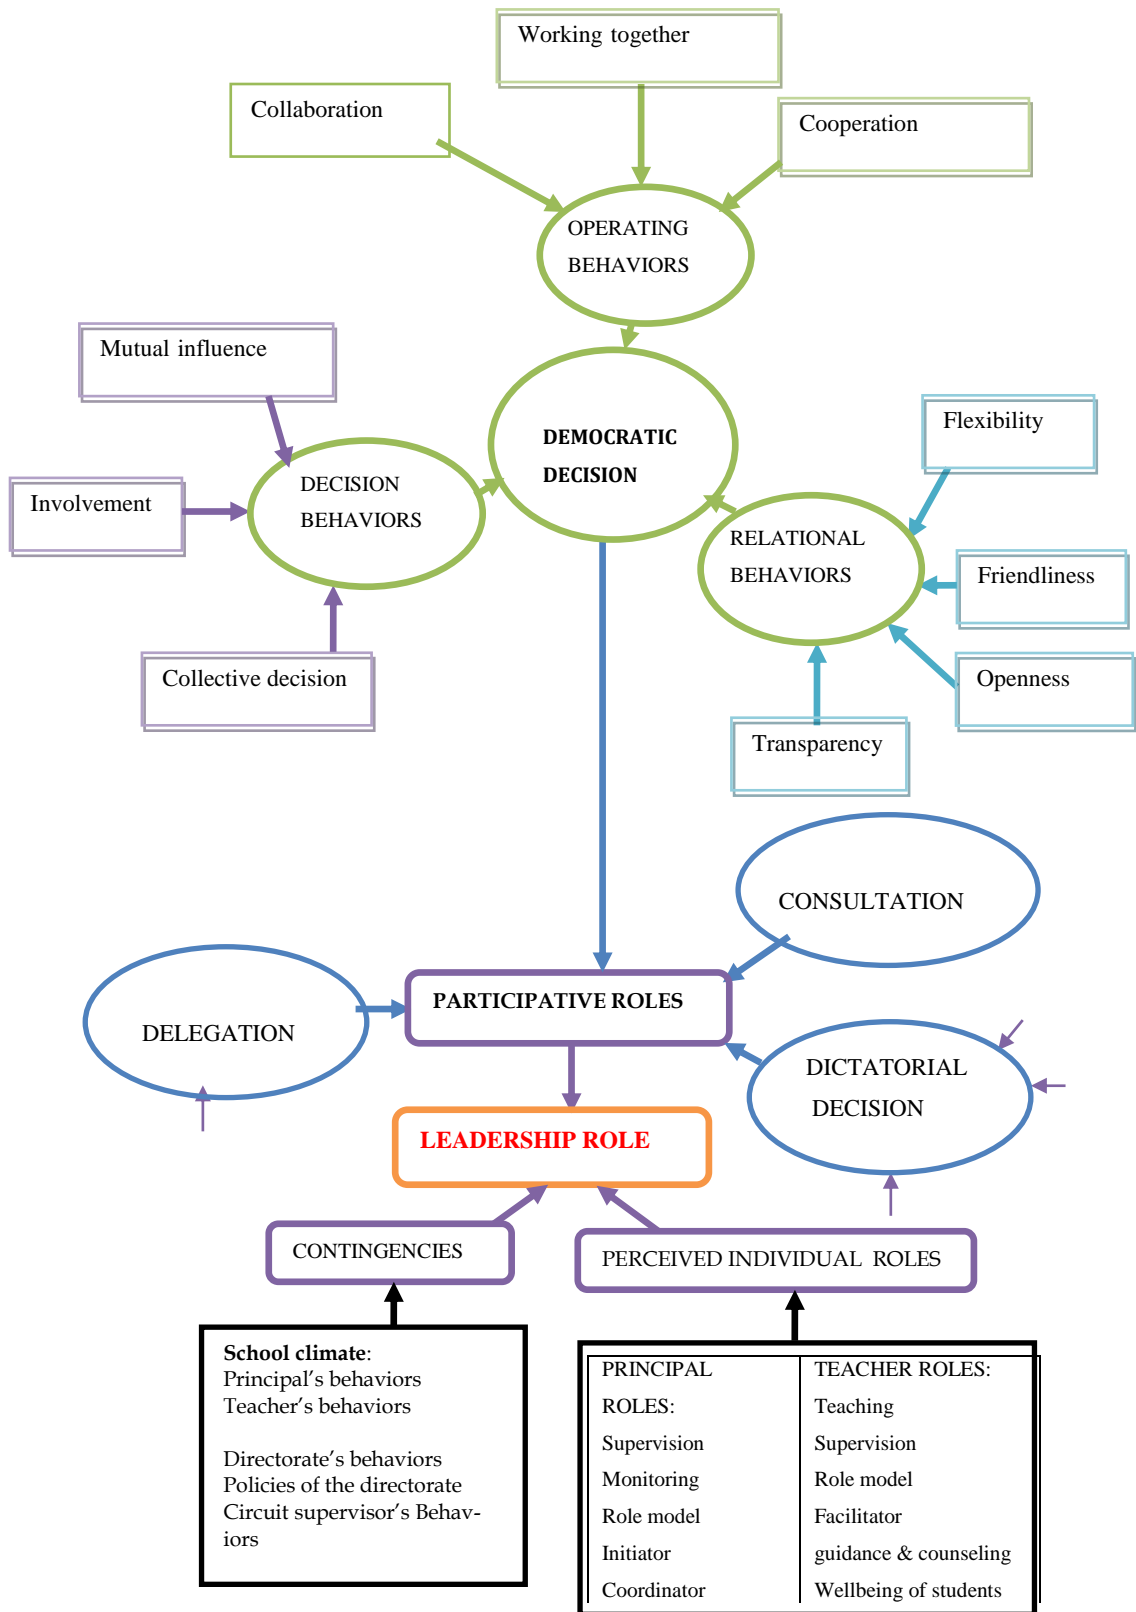 Working together
Collaboration
Cooperation
OPERATING
BEHAVIORS
Mutual influence
DEMOCRATIC
DECISION
Flexibility
Involvement
DECISION
BEHAVIORS
RELATIONAL
BEHAVIORS
Friendliness
Collective decision
Openness
Transparency
CONSULTATION
PARTICIPATIVE ROLES
DELEGATION
DICTATORIAL
DECISION
LEADERSHIP ROLE
CONTINGENCIES
PERCEIVED INDIVIDUAL ROLES
School climate:
Principal’s behaviors
Teacher’s behaviors
Directorate’s behaviors
Policies of the directorate
Circuit supervisor’s Behav-
iors
PRINCIPAL
ROLES:
Supervision
Monitoring
Role model
Initiator
Coordinator
TEACHER ROLES:
Teaching
Supervision
Role model
Facilitator
guidance & counseling
Wellbeing of students